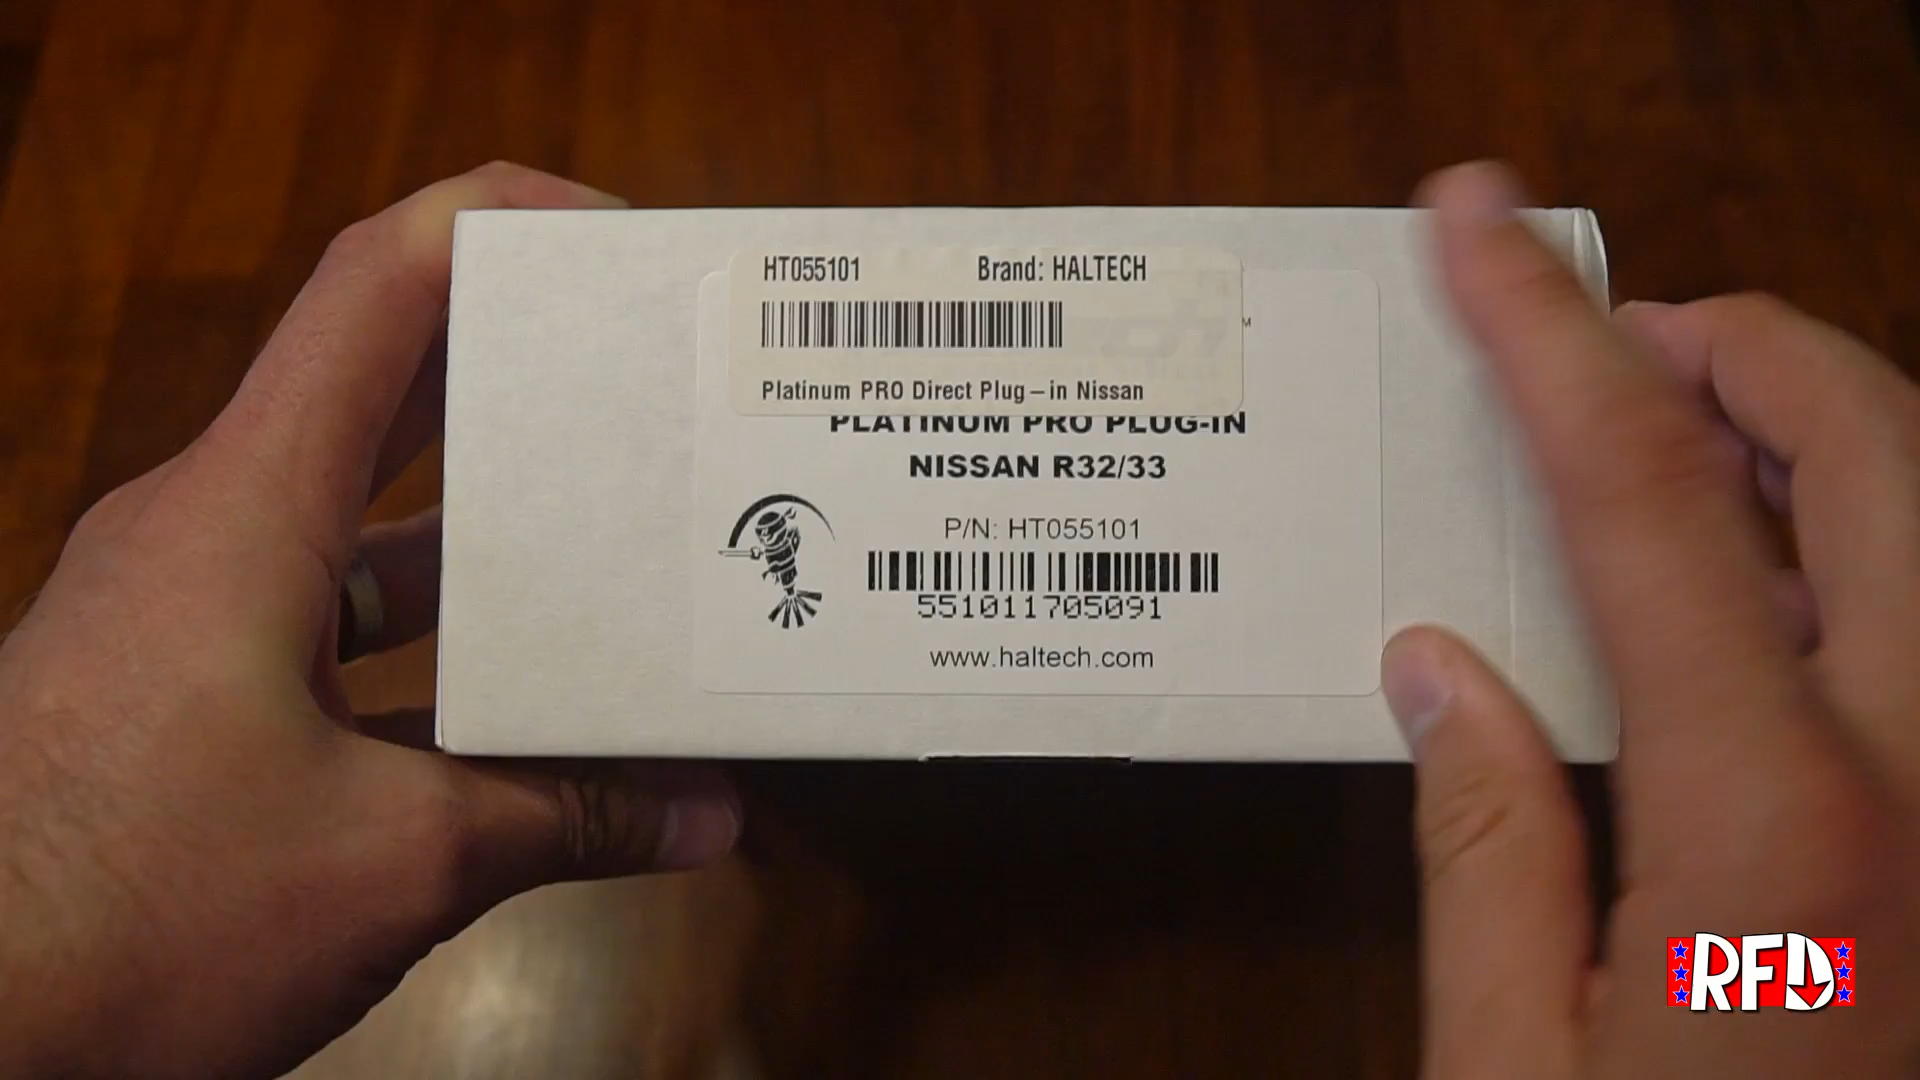 HT055101 Brand: HALTECH
Platinum PRO Direct Plug-in Nissan
PLATINUM PRO PLUG-IN
NISSAN R32/33
P/N: HT055101
551011705091
www.haltech.com
RFD